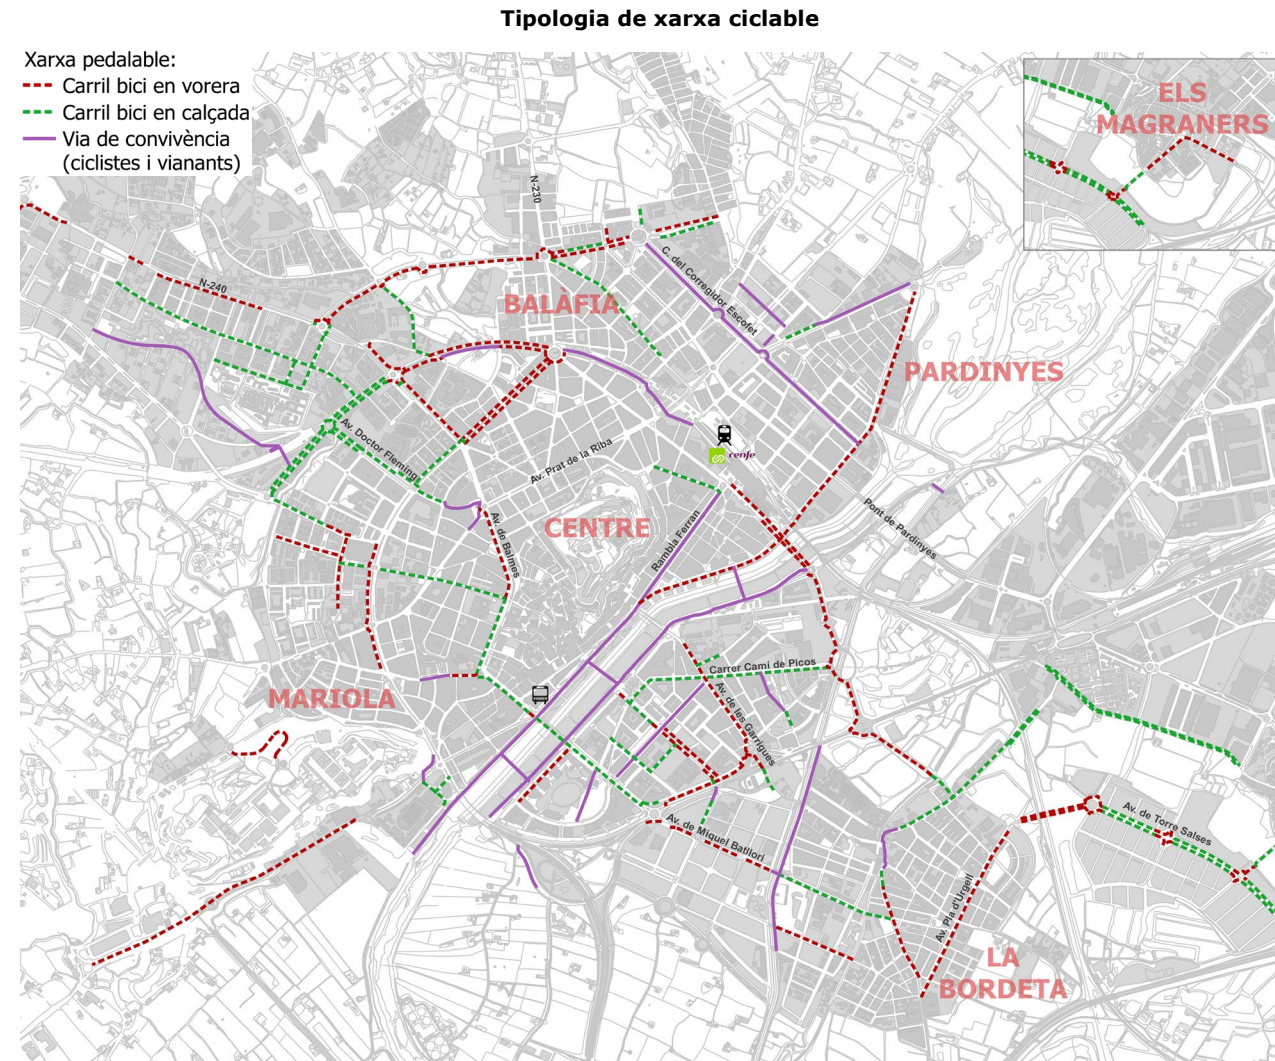 Tipologia de xarxa ciclable
Xarxa pedalable:
Carril bici en vorera
Carril bici en calçada
Via de convivència
(ciclistes i vianants)
ELS
MAGRANERS
N-230
N-240
C. del Corregidor Escofet
BALÀFIA
PARDINYES
Av. Doctor Fleming
Av. Prat de la Riba
renfe
CENTRE
Av. de Balmes
Rambla Ferran
Pont de Pardinyes
MARIOLA
Carrer Cami de Picos
Av. de les Garrigues
Av. de Miquel Batllori
Av. de Torre Salses
Av. Pla d'Urgell
LA
BORDETA